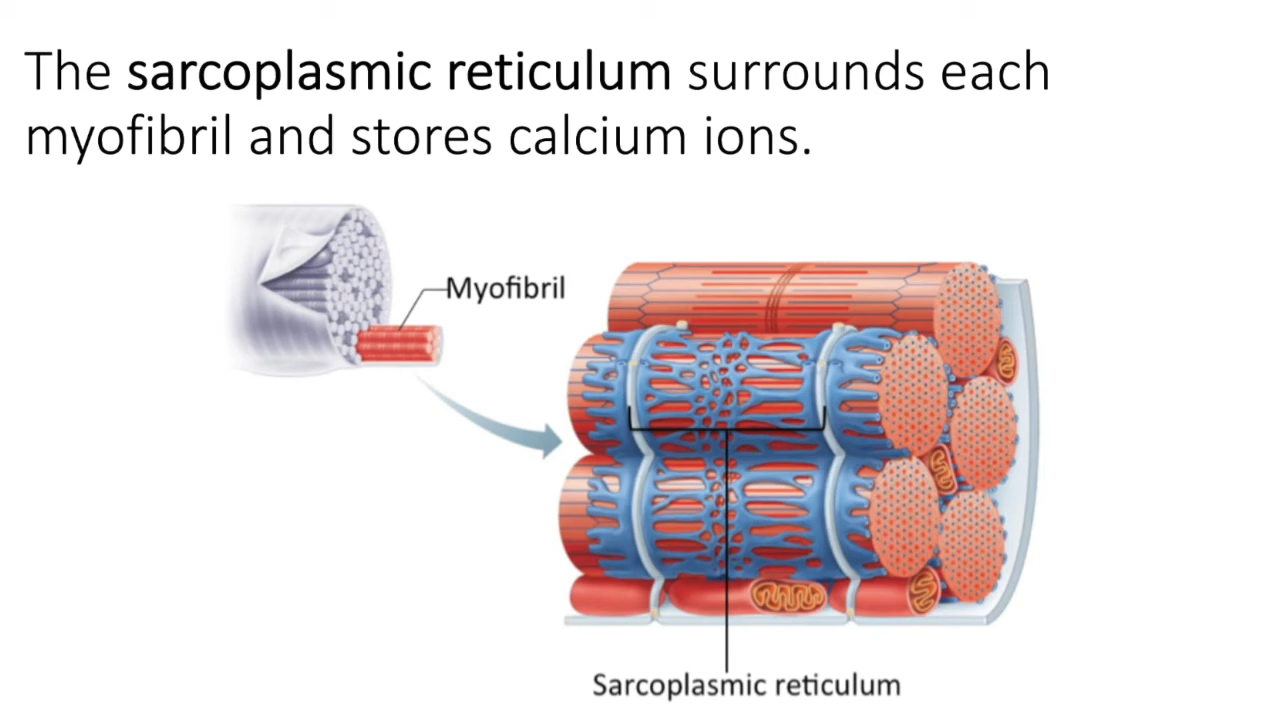 The sarcoplasmic reticulum surrounds each
myofibril and stores calcium ions.
Myofibril
Sarcoplasmic reticulum